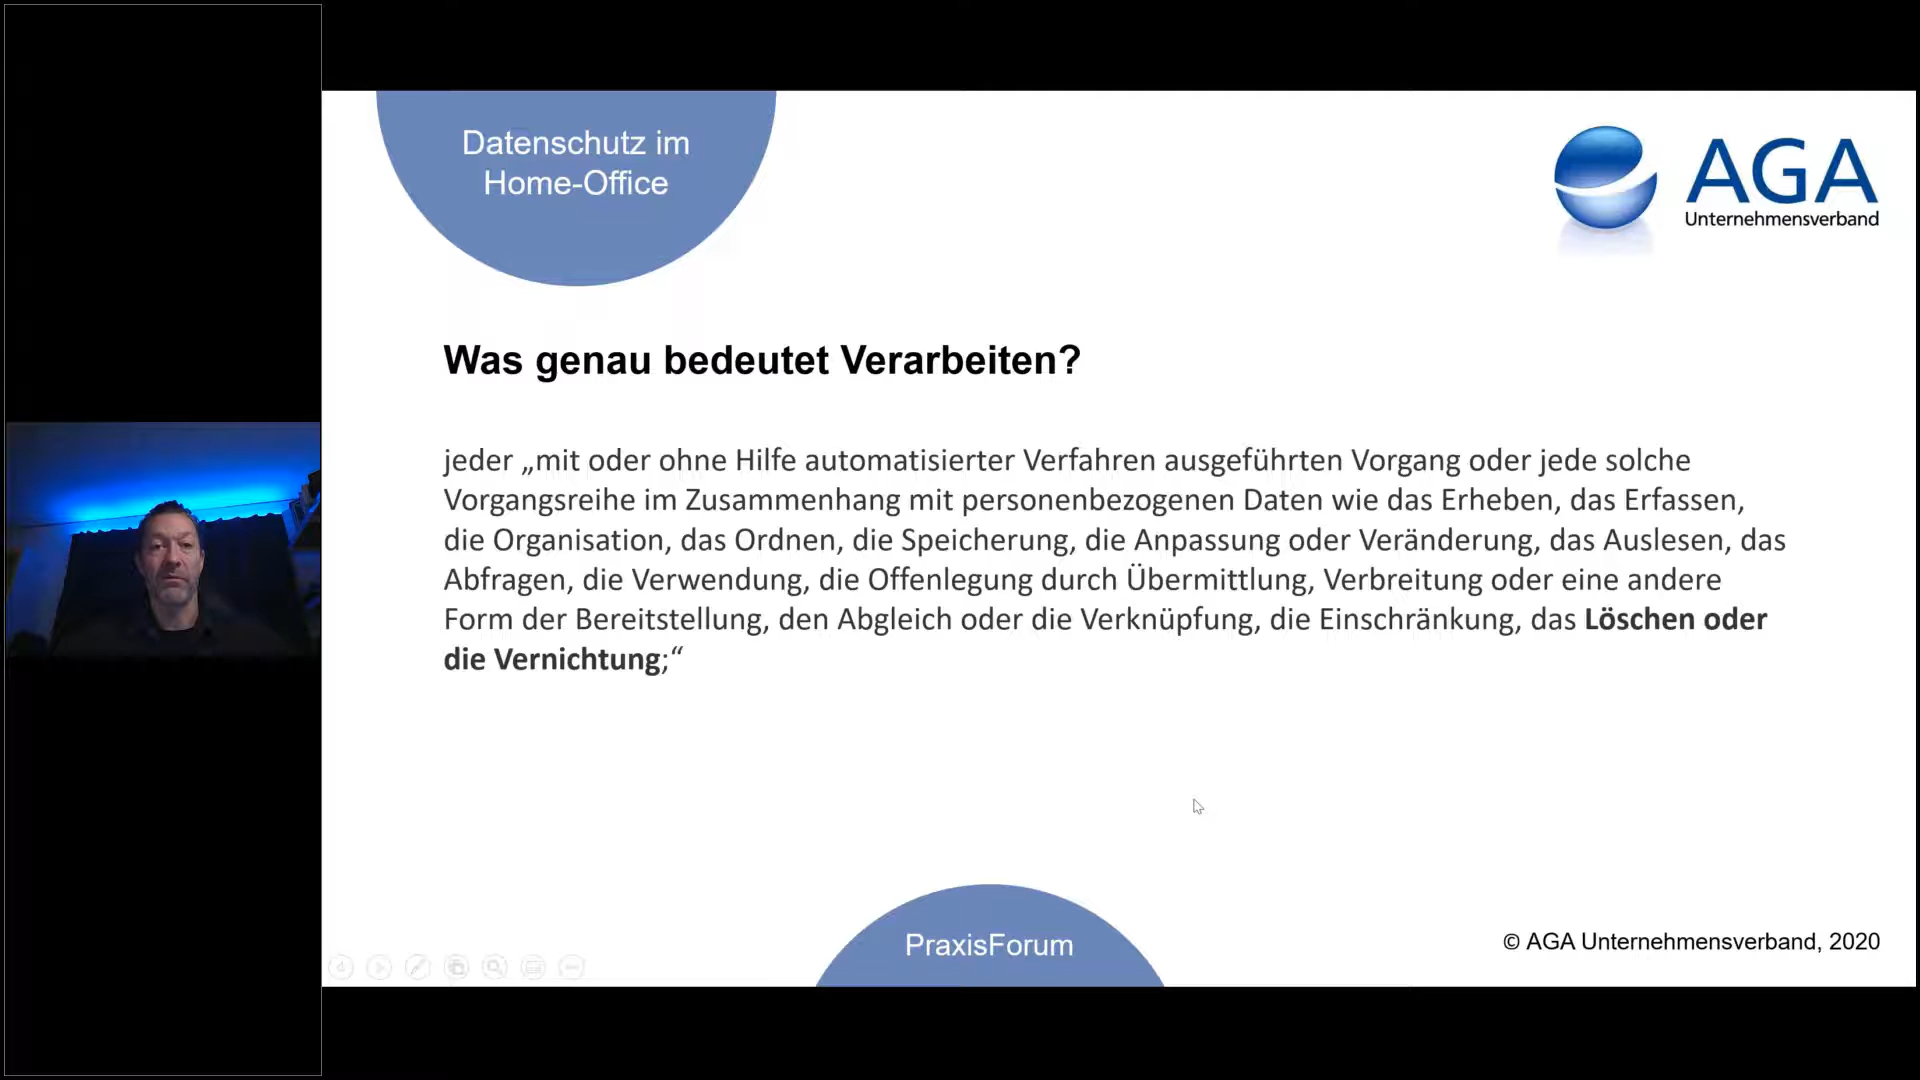 Datenschutz im
Home-Office
AGA
Unternehmensverband
Was genau bedeutet Verarbeiten?
jeder „mit oder ohne Hilfe automatisierter Verfahren ausgeführten Vorgang oder jede solche
Vorgangsreihe im Zusammenhang mit personenbezogenen Daten wie das Erheben, das Erfassen,
die Organisation, das Ordnen, die Speicherung, die Anpassung oder Veränderung, das Auslesen, das
Abfragen, die Verwendung, die Offenlegung durch Übermittlung, Verbreitung oder eine andere
Form der Bereitstellung, den Abgleich oder die Verknüpfung, die Einschränkung, das Löschen oder
die Vernichtung;“
PraxisForum
© AGA Unternehmensverband, 2020